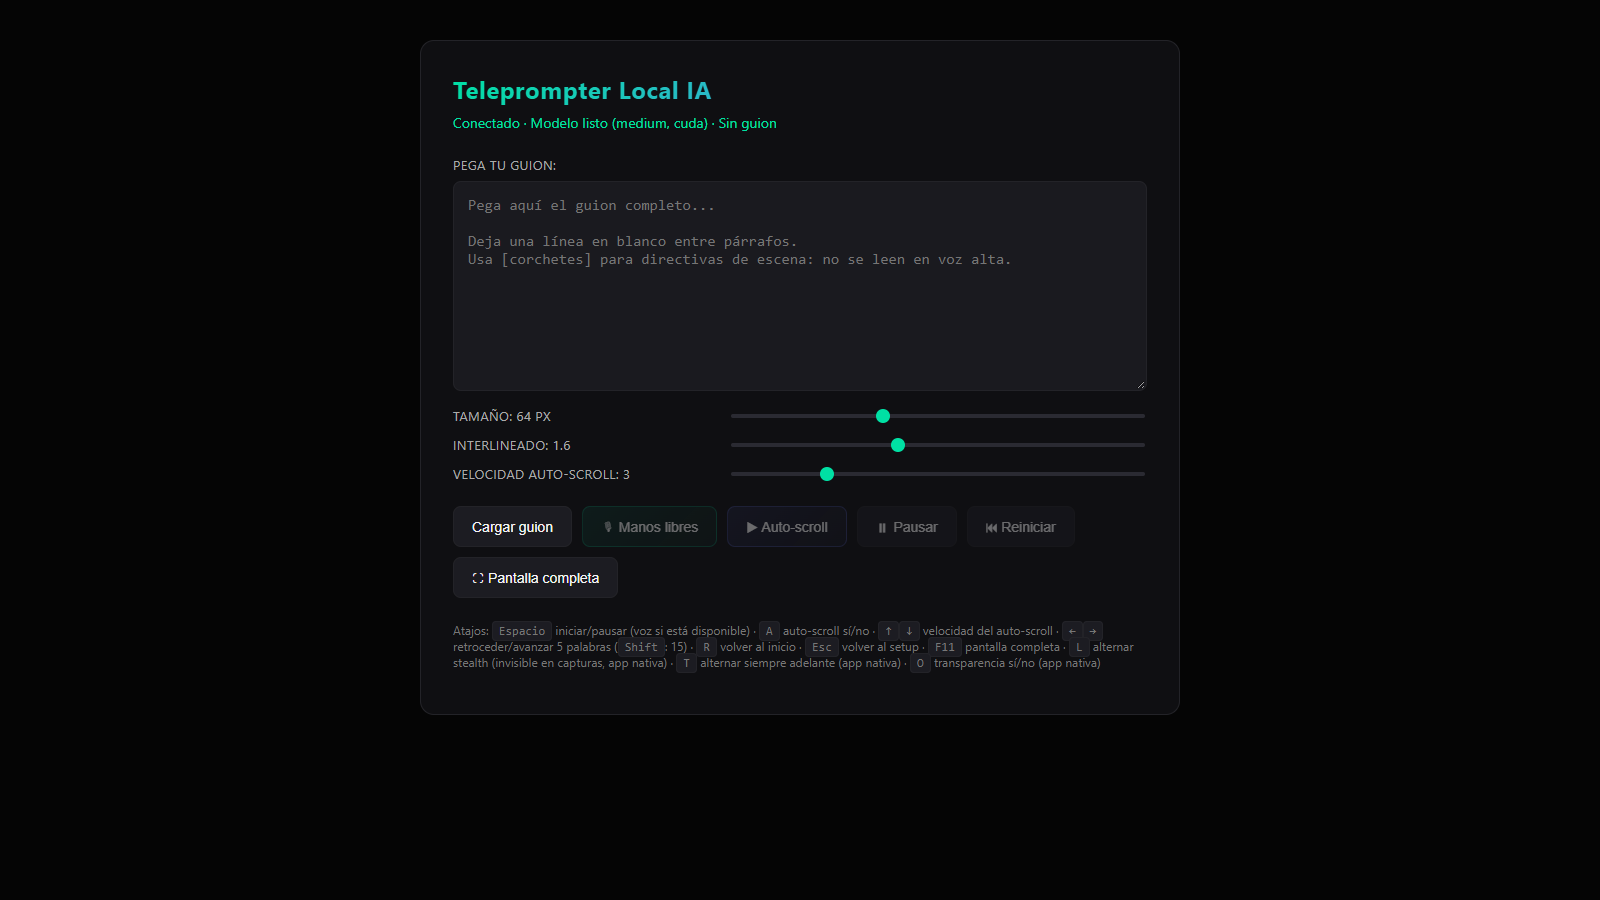 Teleprompter Local IA
Conectado · Modelo listo (medium, cuda) · Sin guion
PEGA TU GUION:
Pega aquí el guion completo...
Deja una línea en blanco entre párrafos.
Usa [corchetes] para directivas de escena: no se leen en voz alta.
TAMAÑO: 64 PX
INTERLINEADO: 1.6
VELOCIDAD AUTO-SCROLL: 3
Cargar guion 🎙 Manos libres ▶ Auto-scroll ⏸ Pausar ⏮ Reiniciar
⛶ Pantalla completa
Atajos: Espacio iniciar/pausar (voz si está disponible) · A auto-scroll sí/no · ↑ ↓ velocidad del auto-scroll · ← →
retroceder/avanzar 5 palabras (Shift: 15) · R volver al inicio · Esc volver al setup · F11 pantalla completa · L alternar
stealth (invisible en capturas, app nativa) · T alternar siempre adelante (app nativa) · O transparencia sí/no (app nativa)